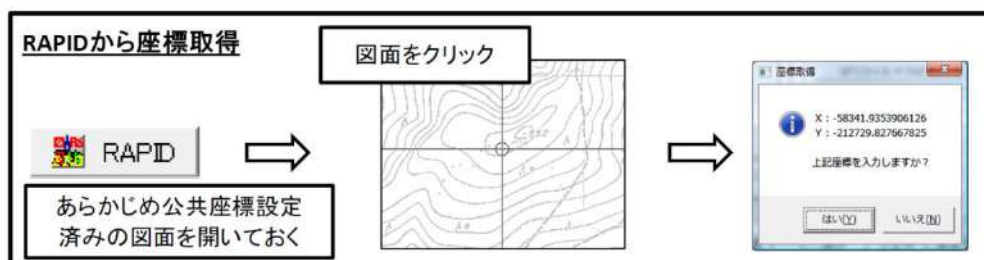 RAPIDから座標取得
図面をクリック
RAPID
あらかじめ公共座標設定
済みの図面を開いておく
座標取得
X : -58341.9353906126
Y : -212729.827667825
上記座標を入力しますか？
はい(Y)
いいえ(N)